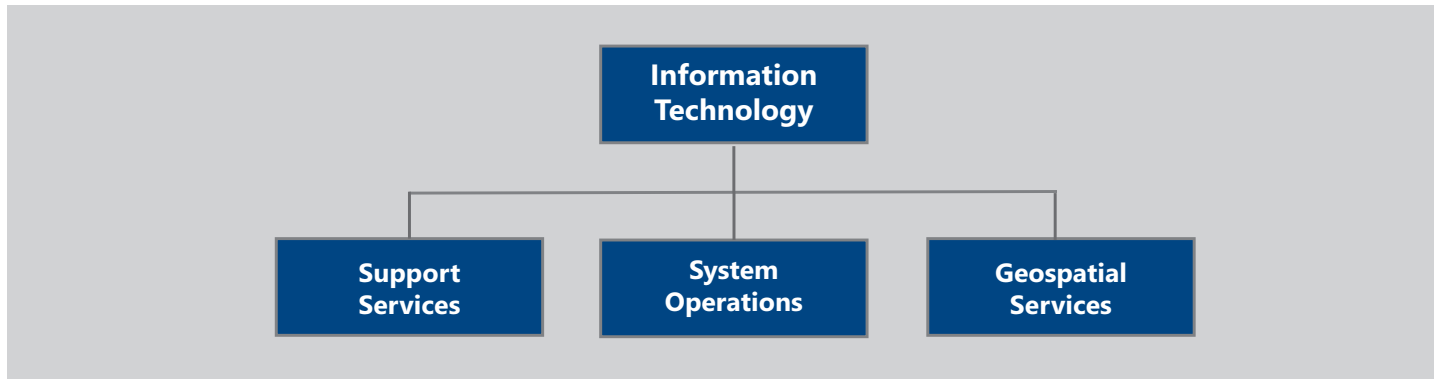 Information
Technology
Support
Services
System
Operations
Geospatial
Services